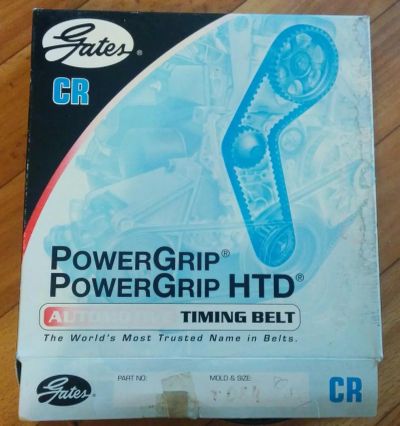 Gates®
CR
POWERGRIP®
POWERGRIP HTD®
AUTOMOTIVE TIMING BELT
The World's Most Trusted Name in Belts.
Gates PART NO: MOLD & SIZE: CR